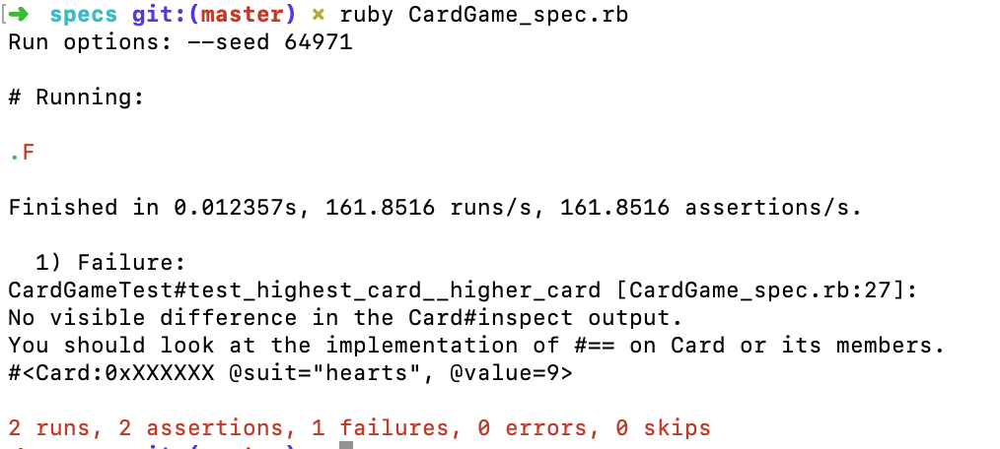 [➜ specs git:(master) × ruby CardGame_spec.rb
Run options: --seed 64971
# Running:
.F
Finished in 0.012357s, 161.8516 runs/s, 161.8516 assertions/s.
1) Failure:
CardGameTest#test_highest_card__higher_card [CardGame_spec.rb:27]:
No visible difference in the Card#inspect output.
You should look at the implementation of #== on Card or its members.
#<Card:0xXXXXXX @suit="hearts", @value=9>
2 runs, 2 assertions, 1 failures, 0 errors, 0 skips